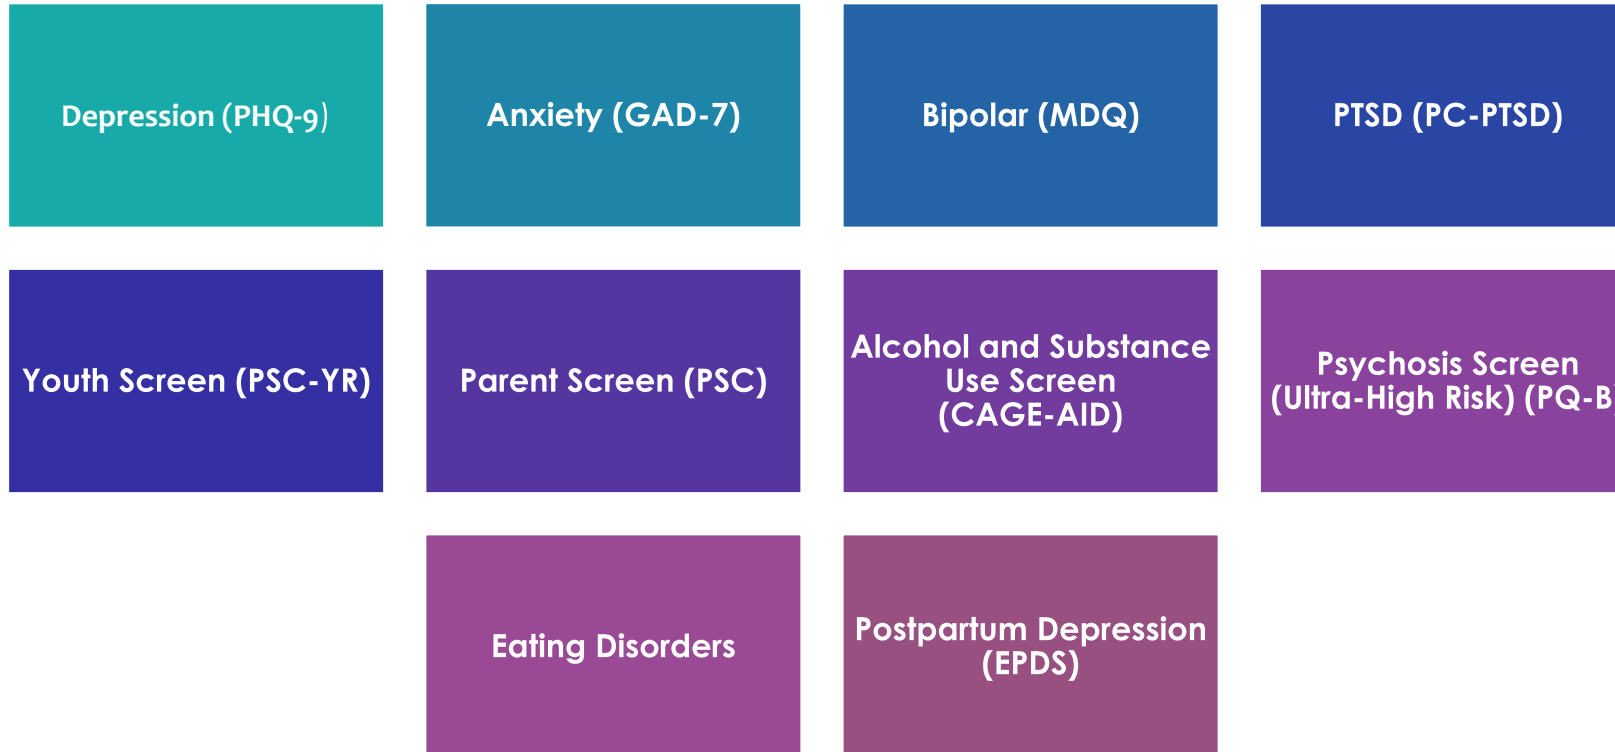 Depression (PHQ-9)
Anxiety (GAD-7)
Bipolar (MDQ)
PTSD (PC-PTSD)
Youth Screen (PSC-YR)
Parent Screen (PSC)
Alcohol and Substance
Use Screen
(CAGE-AID)
Psychosis Screen
(Ultra-High Risk) (PQ-B)
Eating Disorders
Postpartum Depression
(EPDS)